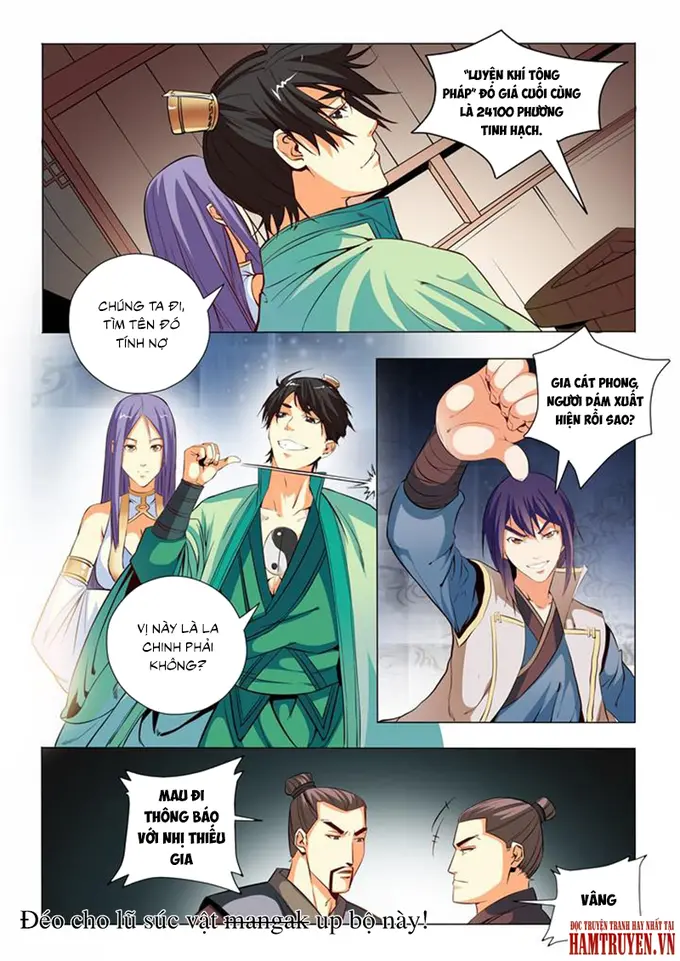 "LUYỆN KHÍ TÔNG
PHÁP" ĐỐ GIÁ CUỐI CÙNG
LÀ 24100 PHƯƠNG
TINH HẠCH.
CHÚNG TA ĐI,
TÌM TÊN ĐÓ
TÍNH NỢ
GIA CÁT PHONG,
NGƯƠI DÁM XUẤT
HIỆN RỒI SAO?
VỊ NÀY LÀ LA
CHINH PHẢI
KHÔNG?
MAU ĐI
THÔNG BÁO
VỚI NHỊ THIẾU
GIA
VÂNG
Đéo cho lũ súc vật mangak up bộ này!
ĐỌC TRUYỆN TRANH HAY NHẤT TẠI
HAMTRUYEN.VN